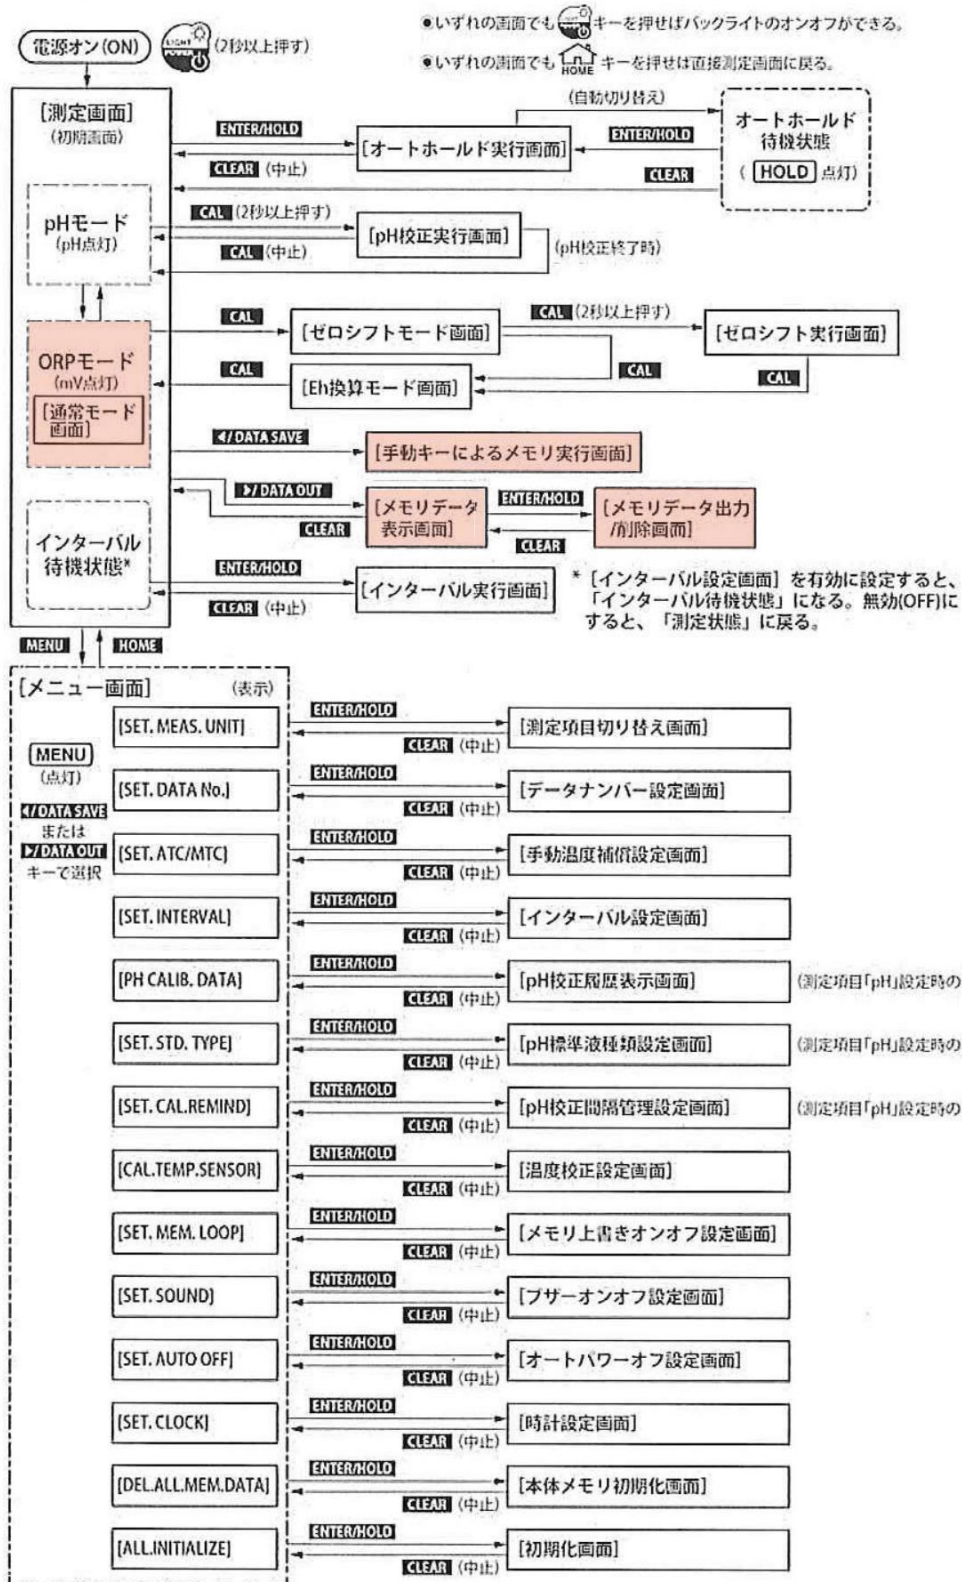 ●いずれの画面でも LIGHT POWER キーを押せばバックライトのオンオフができる。
電源オン(ON) LIGHT POWER (2秒以上押す)
●いずれの画面でも HOME キーを押せは直接測定画面に戻る。
[測定画面]
(初期画面)
ENTER/HOLD
CLEAR (中止)
[オートホールド実行画面]
(自動切り替え)
ENTER/HOLD
CLEAR
オートホールド
待機状態
( HOLD 点灯)
pHモード
(pH点灯)
CAL (2秒以上押す)
CAL (中止)
[pH校正実行画面]
(pH校正終了時)
ORPモード
(mV点灯)
[通常モード
画面]
CAL
[ゼロシフトモード画面]
CAL (2秒以上押す)
[ゼロシフト実行画面]
CAL
[Eh換算モード画面]
CAL
CAL
◀/DATA SAVE
[手動キーによるメモリ実行画面]
▶/DATA OUT
CLEAR
[メモリデータ
表示画面]
ENTER/HOLD
CLEAR
[メモリデータ出力
/削除画面]
インターバル
待機状態*
ENTER/HOLD
CLEAR (中止)
[インターバル実行画面]
* [インターバル設定画面] を有効に設定すると、
「インターバル待機状態」になる。無効(OFF)に
すると、「測定状態」に戻る。
MENU HOME
[メニュー画面] (表示)
MENU
(点灯)
◀/DATA SAVE
または
▶/DATA OUT
キーで選択
[SET. MEAS. UNIT] ENTER/HOLD CLEAR (中止) [測定項目切り替え画面]
[SET. DATA No.] ENTER/HOLD CLEAR (中止) [データナンバー設定画面]
[SET. ATC/MTC] ENTER/HOLD CLEAR (中止) [手動温度補償設定画面]
[SET. INTERVAL] ENTER/HOLD CLEAR (中止) [インターバル設定画面]
[PH CALIB. DATA] ENTER/HOLD CLEAR (中止) [pH校正履歴表示画面] (測定項目「pH」設定時の
[SET. STD. TYPE] ENTER/HOLD CLEAR (中止) [pH標準液種類設定画面] (測定項目「pH」設定時の
[SET. CAL.REMIND] ENTER/HOLD CLEAR (中止) [pH校正間隔管理設定画面] (測定項目「pH」設定時の
[CAL.TEMP.SENSOR] ENTER/HOLD CLEAR (中止) [温度校正設定画面]
[SET. MEM. LOOP] ENTER/HOLD CLEAR (中止) [メモリ上書きオンオフ設定画面]
[SET. SOUND] ENTER/HOLD CLEAR (中止) [ブザーオンオフ設定画面]
[SET. AUTO OFF] ENTER/HOLD CLEAR (中止) [オートパワーオフ設定画面]
[SET. CLOCK] ENTER/HOLD CLEAR (中止) [時計設定画面]
[DEL.ALL.MEM.DATA] ENTER/HOLD CLEAR (中止) [本体メモリ初期化画面]
[ALL.INITIALIZE] ENTER/HOLD CLEAR (中止) [初期化画面]